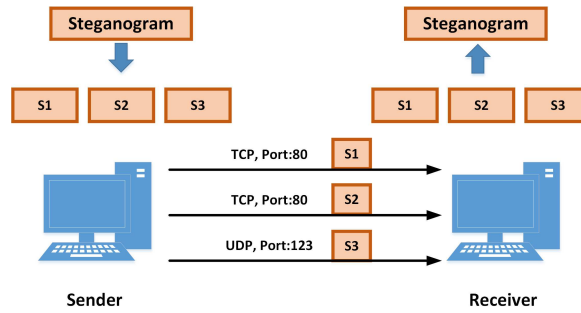 Steganogram
Steganogram
S1
S2
S3
S1
S2
S3
TCP, Port:80
S1
TCP, Port:80
S2
UDP, Port:123
S3
Sender
Receiver